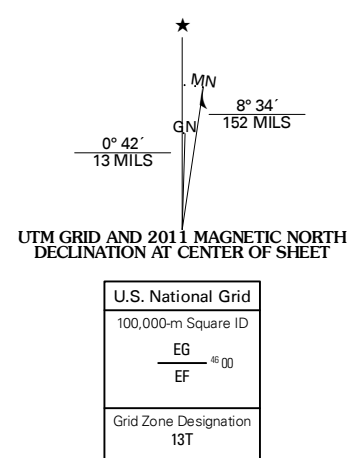 ★
MN
GN
8° 34´
152 MILS
0° 42´
13 MILS
UTM GRID AND 2011 MAGNETIC NORTH
DECLINATION AT CENTER OF SHEET
U.S. National Grid
100,000-m Square ID
EG
46 00
EF
Grid Zone Designation
13T